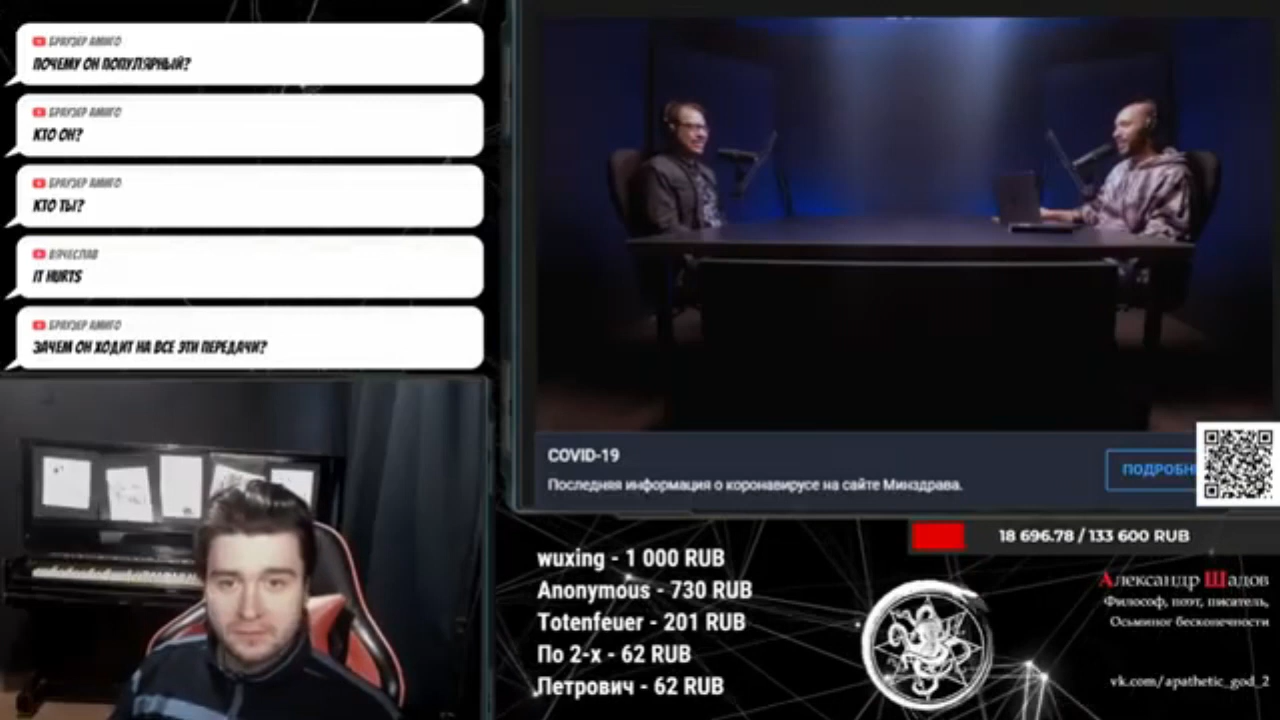 БРАУЗЕР АМИГО
ПОЧЕМУ ОН ПОПУЛЯРНЫЙ?
БРАУЗЕР АМИГО
КТО ОН?
БРАУЗЕР АМИГО
КТО ТЫ?
ВЯЧЕСЛАВ
IT HURTS
БРАУЗЕР АМИГО
ЗАЧЕМ ОН ХОДИТ НА ВСЕ ЭТИ ПЕРЕДАЧИ?
COVID-19
Последняя информация о коронавирусе на сайте Минздрава.
ПОДРОБН
18 696.78 / 133 600 RUB
wuxing - 1 000 RUB
Anonymous - 730 RUB
Totenfeuer - 201 RUB
По 2-х - 62 RUB
Петрович - 62 RUB
Александр Шадов
Философ, поэт, писатель,
Осьминог бесконечности
vk.com/apathetic_god_2